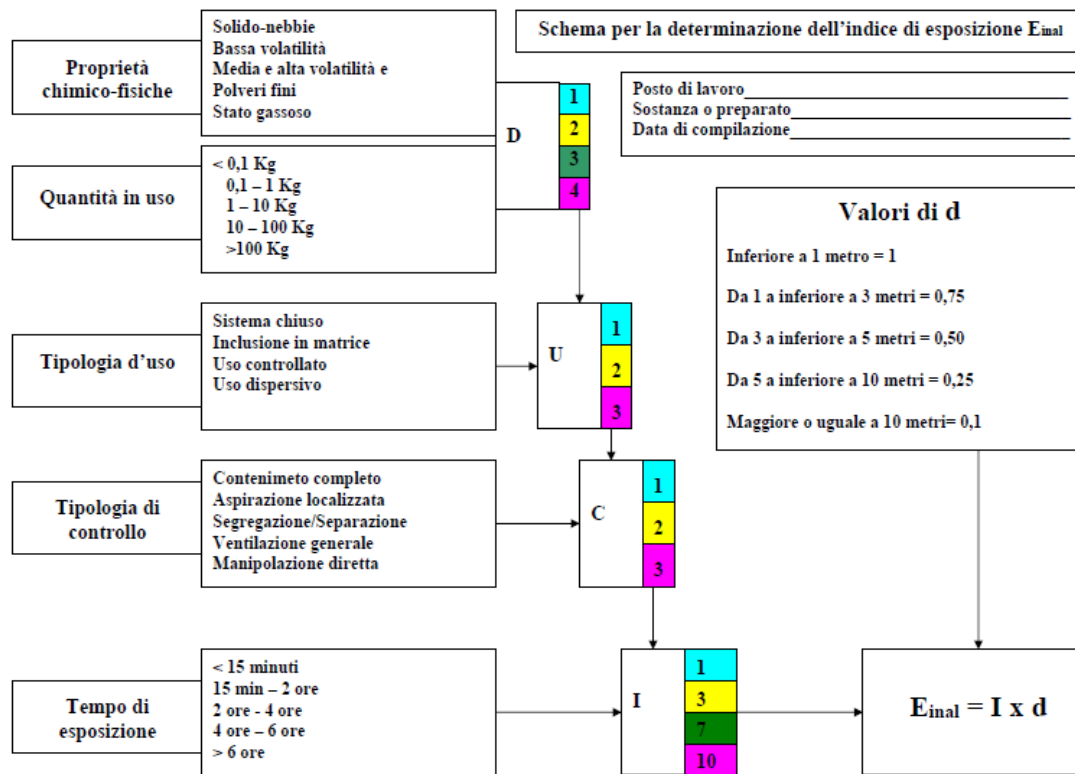 Schema per la determinazione dell'indice di esposizione Einal
Proprietà
chimico-fisiche
Solido-nebbie
Bassa volatilità
Media e alta volatilità e
Polveri fini
Stato gassoso
Posto di lavoro
Sostanza o preparato
Data di compilazione
D
1
2
3
4
Quantità in uso
< 0,1 Kg
0,1 – 1 Kg
1 – 10 Kg
10 – 100 Kg
>100 Kg
Valori di d
Inferiore a 1 metro = 1
Da 1 a inferiore a 3 metri = 0,75
Da 3 a inferiore a 5 metri = 0,50
Da 5 a inferiore a 10 metri = 0,25
Maggiore o uguale a 10 metri= 0,1
Tipologia d'uso
Sistema chiuso
Inclusione in matrice
Uso controllato
Uso dispersivo
U
1
2
3
Tipologia di
controllo
Contenimeto completo
Aspirazione localizzata
Segregazione/Separazione
Ventilazione generale
Manipolazione diretta
C
1
2
3
Tempo di
esposizione
< 15 minuti
15 min – 2 ore
2 ore - 4 ore
4 ore – 6 ore
> 6 ore
I
1
3
7
10
Einal = I x d